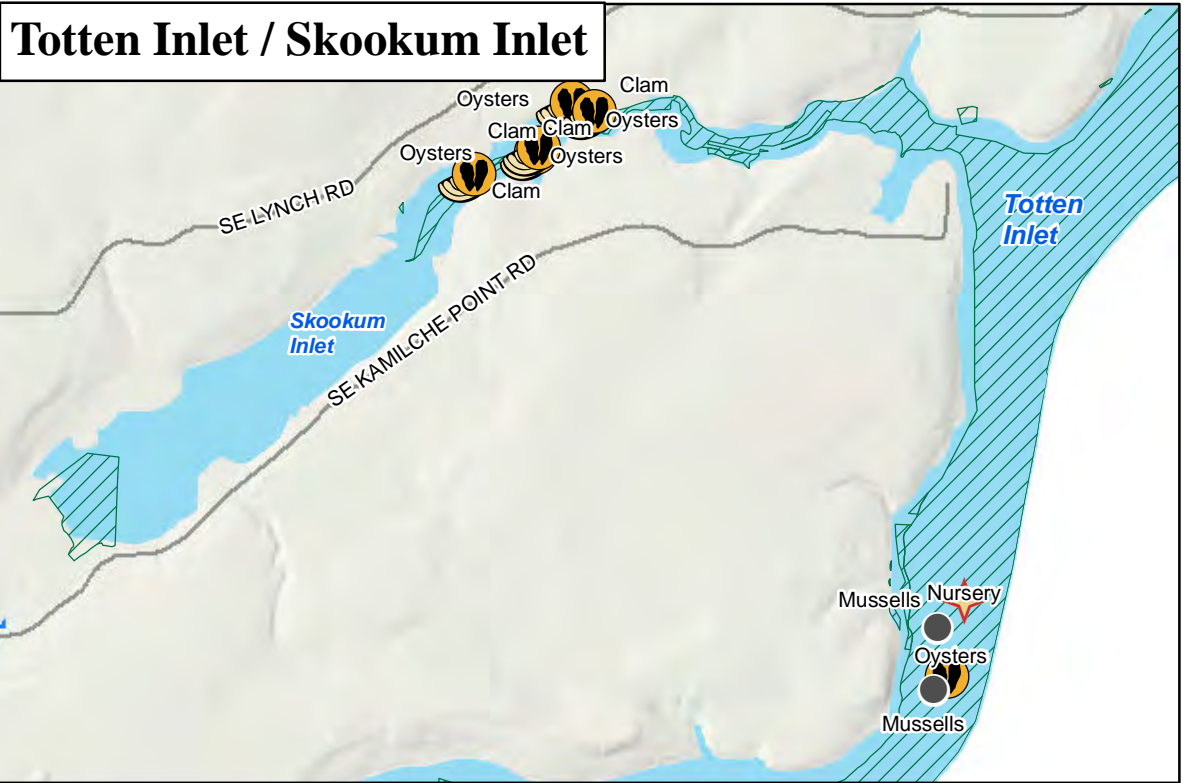 Totten Inlet / Skookum Inlet
Oysters
Clam
Oysters
Clam
Clam
Oysters
Oysters
Clam
SE LYNCH RD
Totten
Inlet
SE KAMILCHE POINT RD
Skookum
Inlet
Mussells
Nursery
Oysters
Mussells